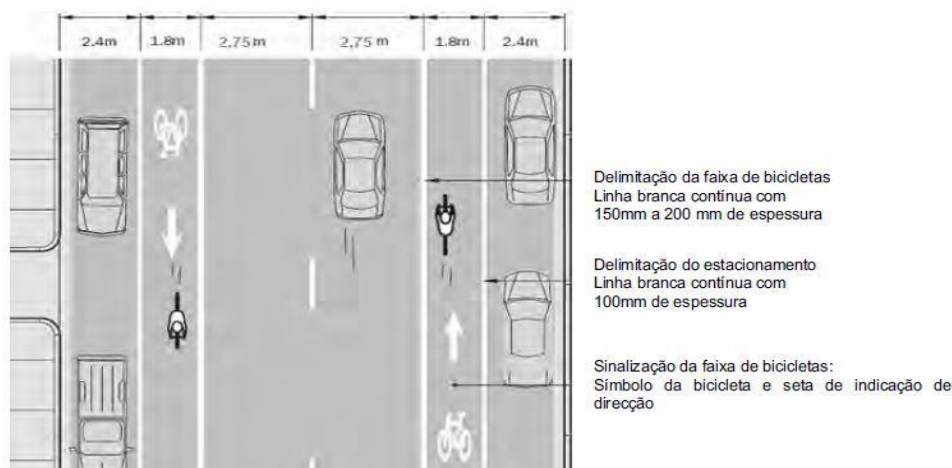 2.4m 1.8m 2,75 m 2,75 m 1.8m 2.4m
Delimitação da faixa de bicicletas
Linha branca contínua com
150mm a 200 mm de espessura
Delimitação do estacionamento
Linha branca contínua com
100mm de espessura
Sinalização da faixa de bicicletas:
Símbolo da bicicleta e seta de indicação de
direcção